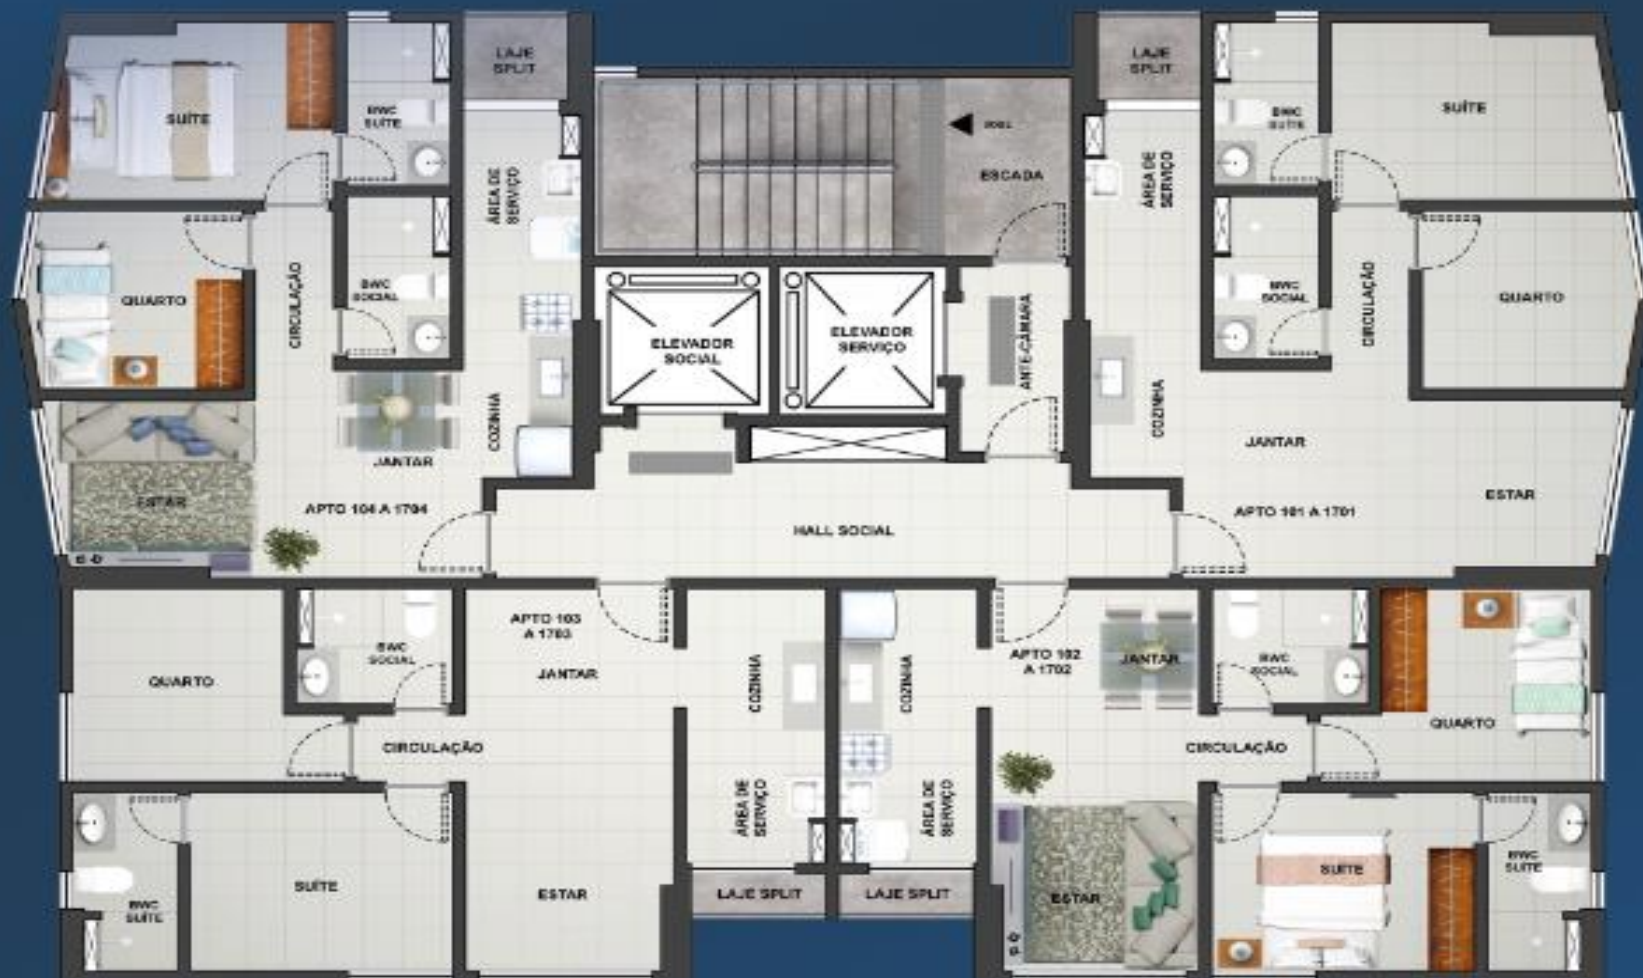 LAJE
SPLIT
LAJE
SPLIT
SUÍTE
BWC
SUÍTE
ESCADA
BWC
SUÍTE
SUÍTE
ÁREA DE
SERVIÇO
ÁREA DE
SERVIÇO
QUARTO
CIRCULAÇÃO
BWC
SOCIAL
ELEVADOR
SOCIAL
ELEVADOR
SERVIÇO
ANTE-CÂMARA
BWC
SOCIAL
CIRCULAÇÃO
QUARTO
COZINHA
COZINHA
JANTAR
JANTAR
ESTAR
APTO 104 A 1704
HALL SOCIAL
APTO 101 A 1701
ESTAR
APTO 103
A 1703
BWC
SOCIAL
QUARTO
JANTAR
COZINHA
COZINHA
APTO 102
A 1702
JANTAR
BWC
SOCIAL
QUARTO
CIRCULAÇÃO
CIRCULAÇÃO
ÁREA DE
SERVIÇO
ÁREA DE
SERVIÇO
BWC
SUÍTE
SUÍTE
ESTAR
LAJE SPLIT
LAJE SPLIT
ESTAR
SUÍTE
BWC
SUÍTE